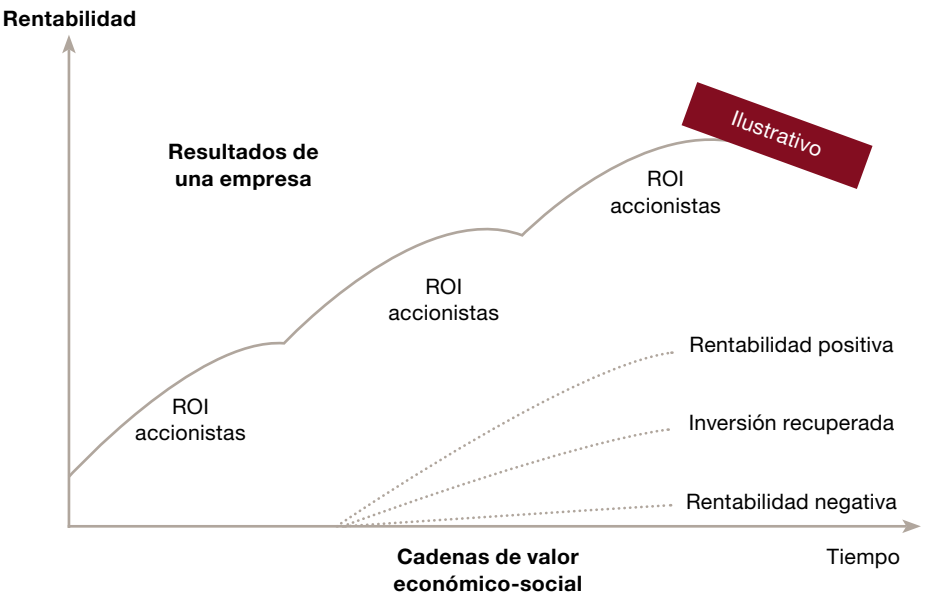 Rentabilidad
Ilustrativo
Resultados de
una empresa
ROI
accionistas
ROI
accionistas
Rentabilidad positiva
ROI
accionistas
Inversión recuperada
Rentabilidad negativa
Cadenas de valor
económico-social
Tiempo